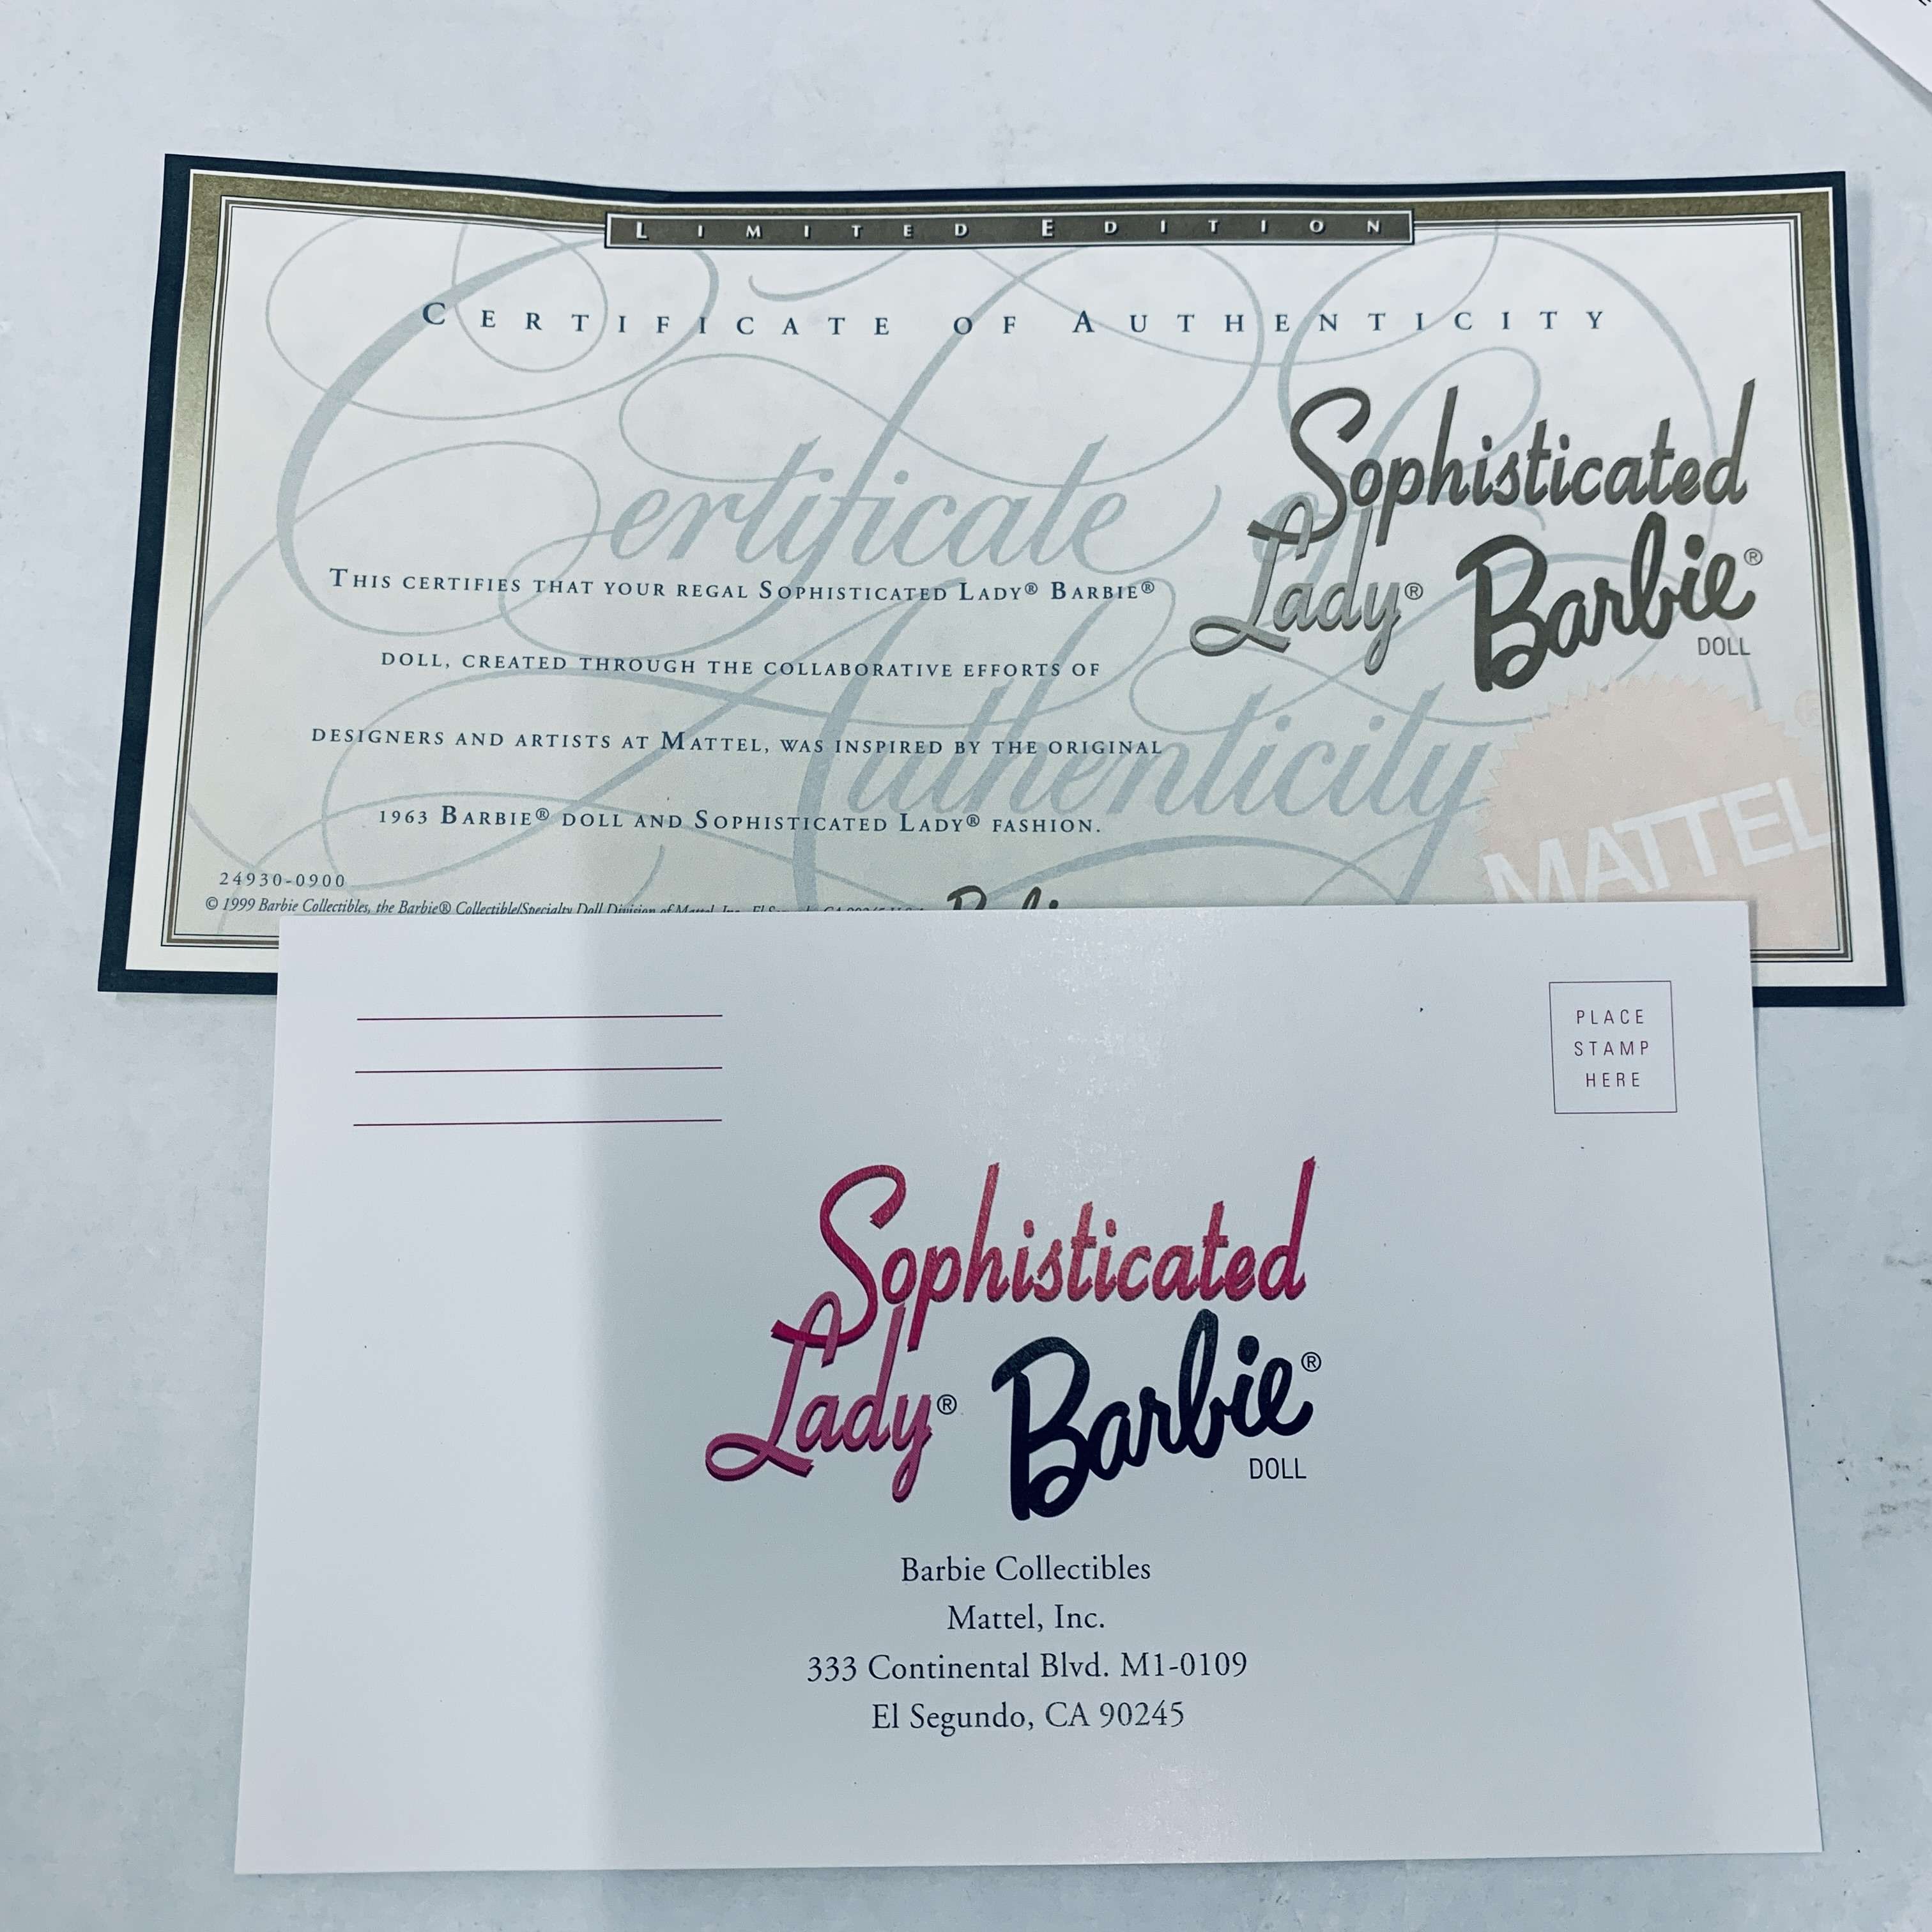 LIMITED EDITION
CERTIFICATE OF AUTHENTICITY
Certificate of
Authenticity
Sophisticated
Lady® Barbie®
DOLL
THIS CERTIFIES THAT YOUR REGAL SOPHISTICATED LADY® BARBIE®
DOLL, CREATED THROUGH THE COLLABORATIVE EFFORTS OF
DESIGNERS AND ARTISTS AT MATTEL, WAS INSPIRED BY THE ORIGINAL
1963 BARBIE® DOLL AND SOPHISTICATED LADY® FASHION.
MATTEL®
24930-0900
© 1999 Barbie Collectibles, the Barbie® Collectible/Specialty Doll Division of Mattel, Inc.
PLACE
STAMP
HERE
Sophisticated
Lady® Barbie®
DOLL
Barbie Collectibles
Mattel, Inc.
333 Continental Blvd. M1-0109
El Segundo, CA 90245